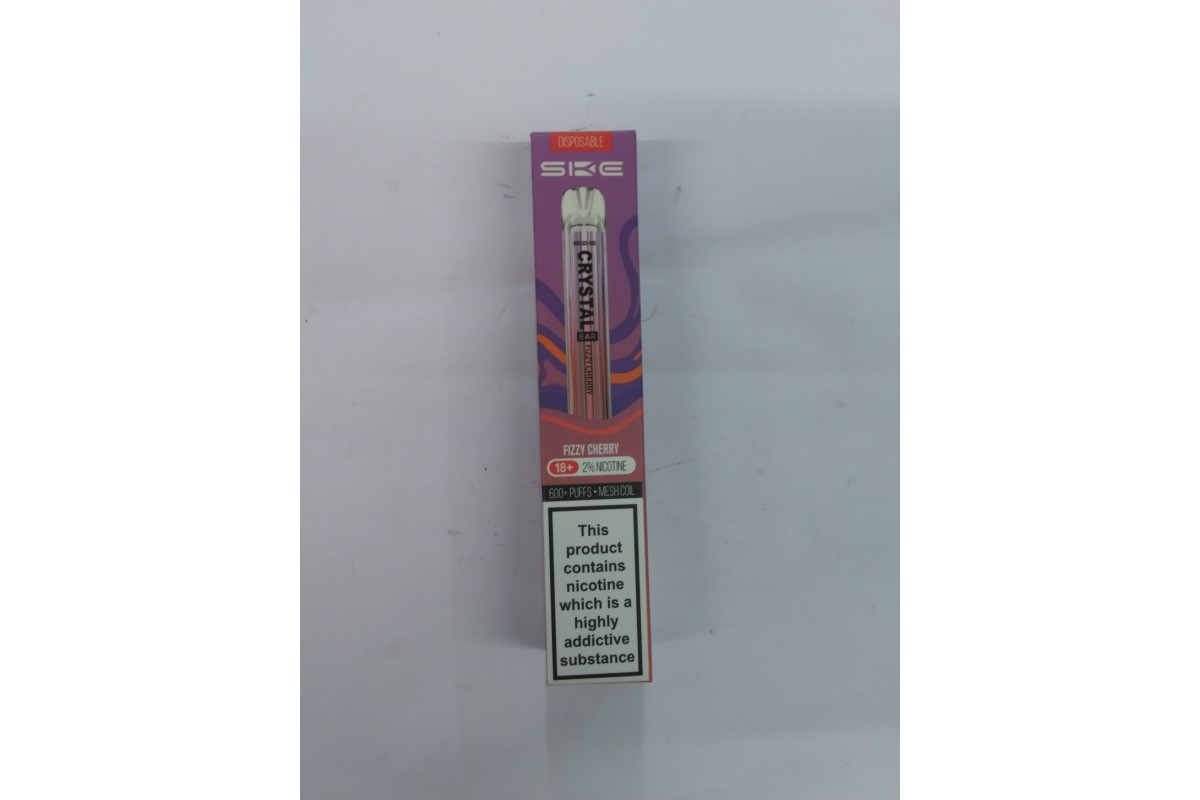 DISPOSABLE
SKE
CRYSTAL
BAR
FIZZY CHERRY
FIZZY CHERRY
18+ 2% NICOTINE
600+ PUFFS • MESH COIL
This
product
contains
nicotine
which is a
highly
addictive
substance